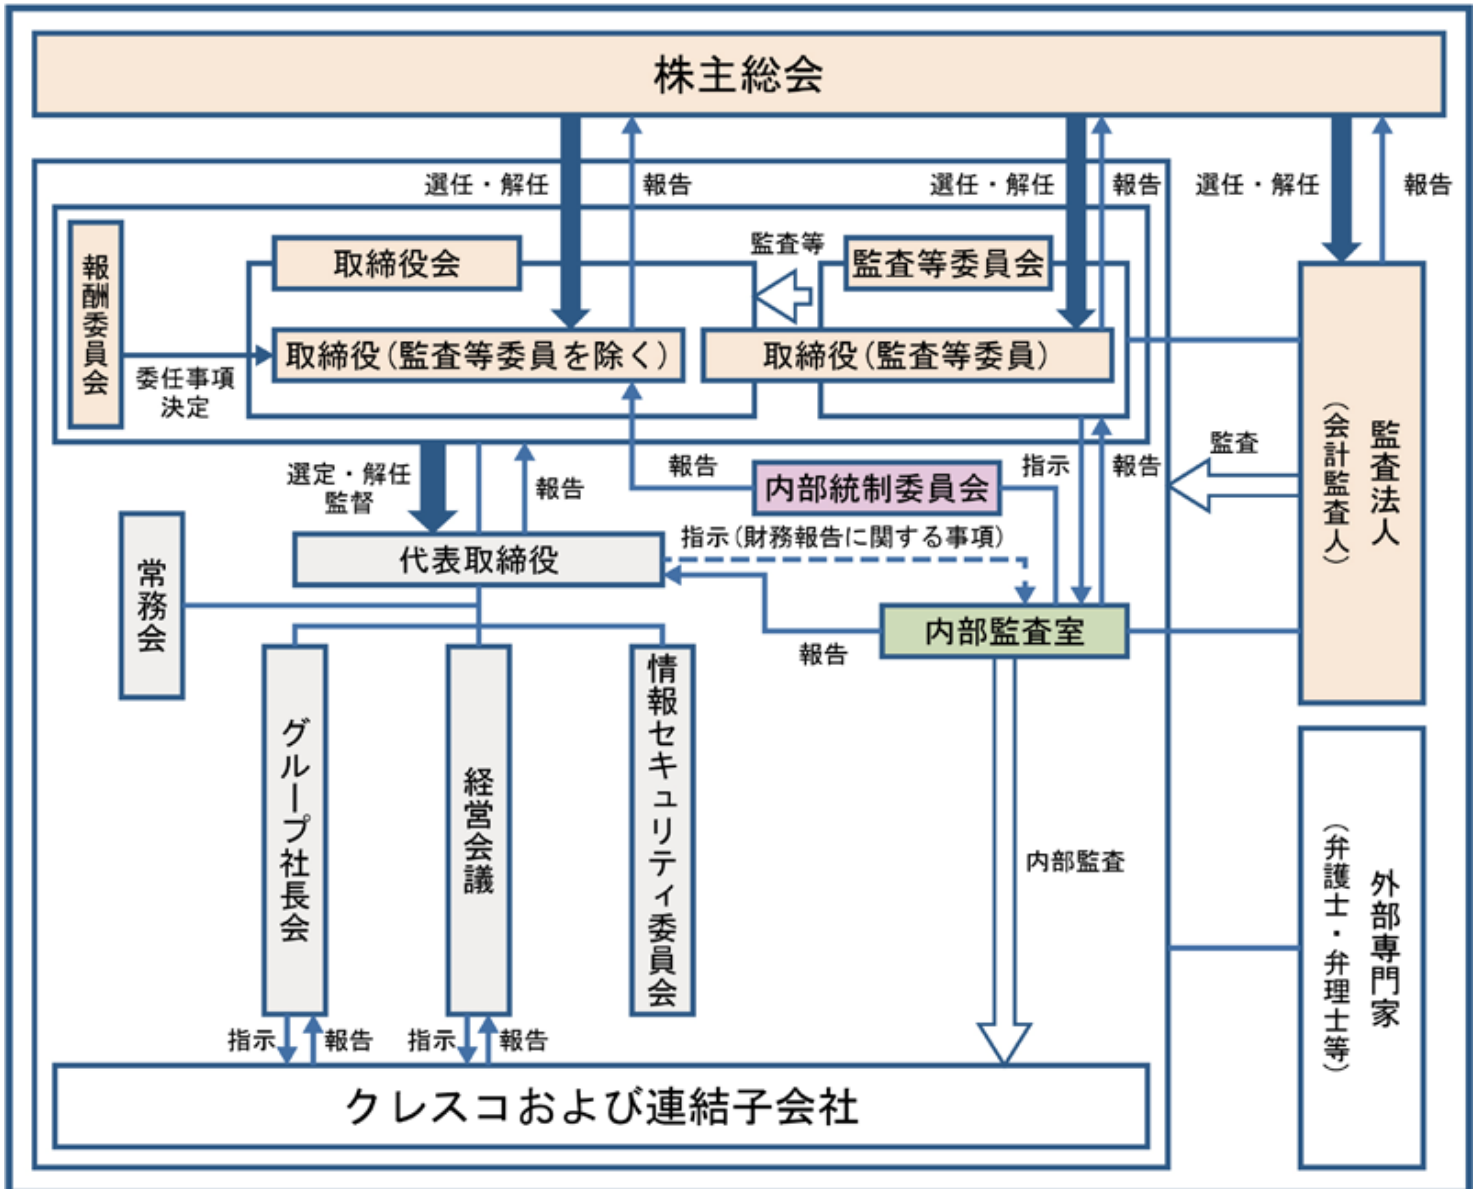 株主総会
選任・解任
報告
選任・解任
報告
選任・解任
報告
報酬委員会
取締役会
監査等
監査等委員会
取締役(監査等委員を除く)
取締役(監査等委員)
委任事項
決定
監査法人
(会計監査人)
監査
選定・解任
監督
報告
報告
内部統制委員会
指示
報告
指示(財務報告に関する事項)
代表取締役
常務会
内部監査室
報告
グループ社長会
経営会議
情報セキュリティ委員会
内部監査
外部専門家
(弁護士・弁理士等)
指示
報告
指示
報告
クレスコおよび連結子会社